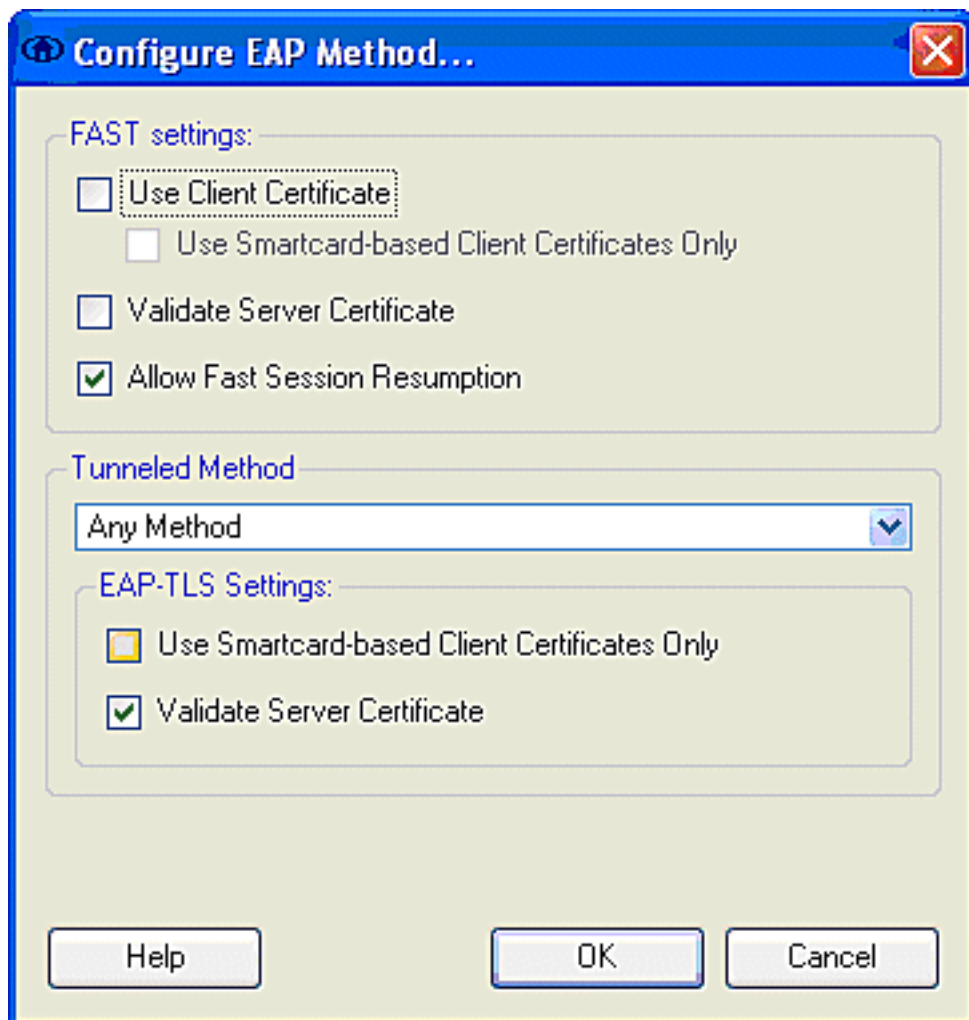 Configure EAP Method...
FAST settings:
Use Client Certificate
Use Smartcard-based Client Certificates Only
Validate Server Certificate
Allow Fast Session Resumption
Tunneled Method
Any Method
EAP-TLS Settings:
Use Smartcard-based Client Certificates Only
Validate Server Certificate
Help OK Cancel